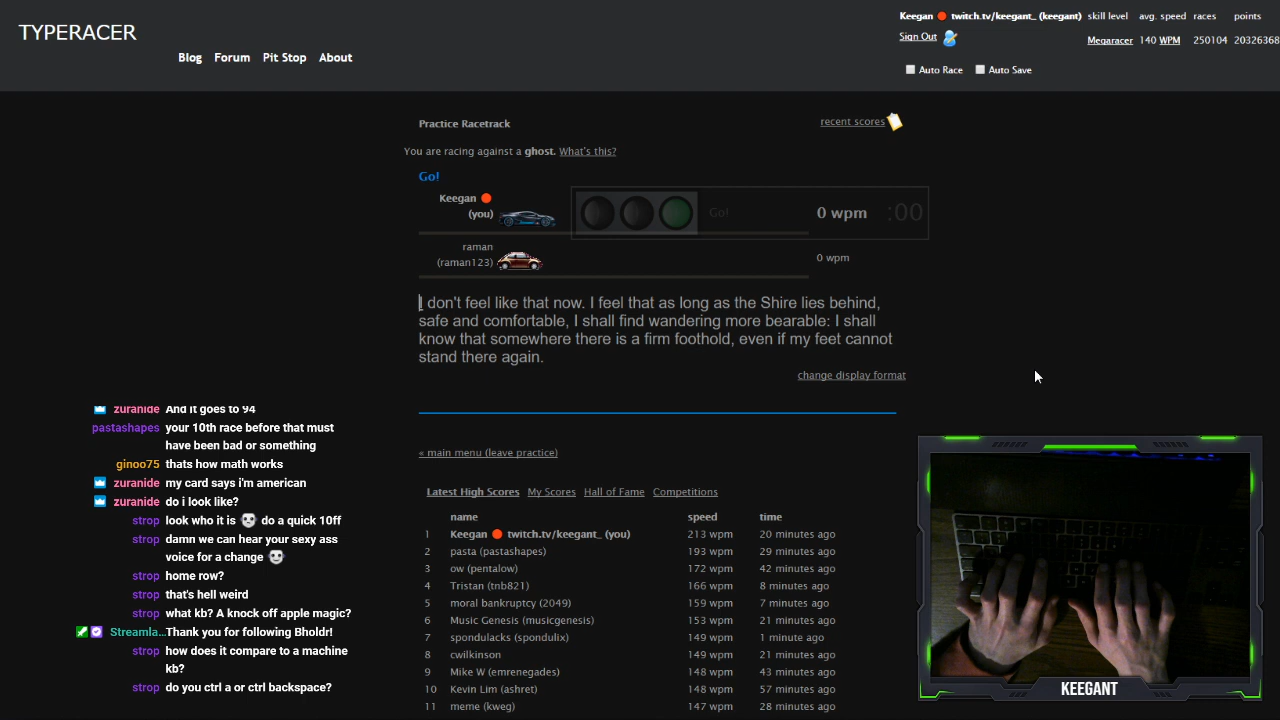 TYPERACER
Blog Forum Pit Stop About
Keegan twitch.tv/keegant_ (keegant) skill level avg. speed races points
Sign Out
Megaracer 140 WPM 250104 20326368
Auto Race Auto Save
Practice Racetrack
recent scores
You are racing against a ghost. What's this?
Go!
Keegan
(you)
Go!
0 wpm
:00
raman
(raman123)
0 wpm
I don't feel like that now. I feel that as long as the Shire lies behind,
safe and comfortable, I shall find wandering more bearable: I shall
know that somewhere there is a firm foothold, even if my feet cannot
stand there again.
change display format
« main menu (leave practice)
Latest High Scores My Scores Hall of Fame Competitions
name speed time
1 Keegan twitch.tv/keegant_ (you) 213 wpm 20 minutes ago
2 pasta (pastashapes) 193 wpm 29 minutes ago
3 ow (pentalow) 172 wpm 42 minutes ago
4 Tristan (tnb821) 166 wpm 8 minutes ago
5 moral bankruptcy (2049) 159 wpm 7 minutes ago
6 Music Genesis (musicgenesis) 153 wpm 21 minutes ago
7 spondulacks (spondulix) 149 wpm 1 minute ago
8 cwilkinson 149 wpm 21 minutes ago
9 Mike W (emrenegades) 148 wpm 43 minutes ago
10 Kevin Lim (ashret) 148 wpm 57 minutes ago
11 meme (kweg) 147 wpm 28 minutes ago
zuranide And it goes to 94
pastashapes your 10th race before that must
have been bad or something
ginoo75 thats how math works
zuranide my card says i'm american
zuranide do i look like?
strop look who it is do a quick 10ff
strop damn we can hear your sexy ass
voice for a change
strop home row?
strop that's hell weird
strop what kb? A knock off apple magic?
Streamla... Thank you for following Bholdr!
strop how does it compare to a machine
kb?
strop do you ctrl a or ctrl backspace?
KEEGANT